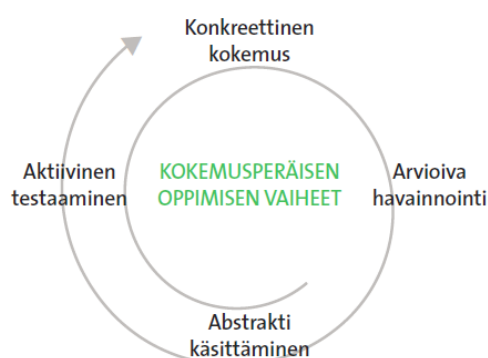 Konkreettinen
kokemus
Aktiivinen
testaaminen
KOKEMUSPERÄISEN
OPPIMISEN VAIHEET
Arvioiva
havainnointi
Abstrakti
käsittäminen